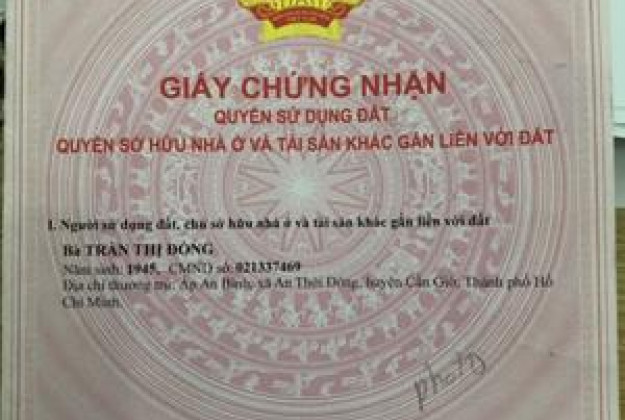 GIẤY CHỨNG NHẬN
QUYỀN SỬ DỤNG ĐẤT
QUYỀN SỞ HỮU NHÀ Ở VÀ TÀI SẢN KHÁC GẮN LIỀN VỚI ĐẤT
I. Người sử dụng đất, chủ sở hữu nhà ở và tài sản khác gắn liền với đất
Bà TRẦN THỊ ĐÔNG
Năm sinh: 1945, CMND số: 021337469
Địa chỉ thường trú: Ấp An Bình, xã An Thới Đông, huyện Cần Giờ, Thành phố Hồ
Chí Minh.
photo